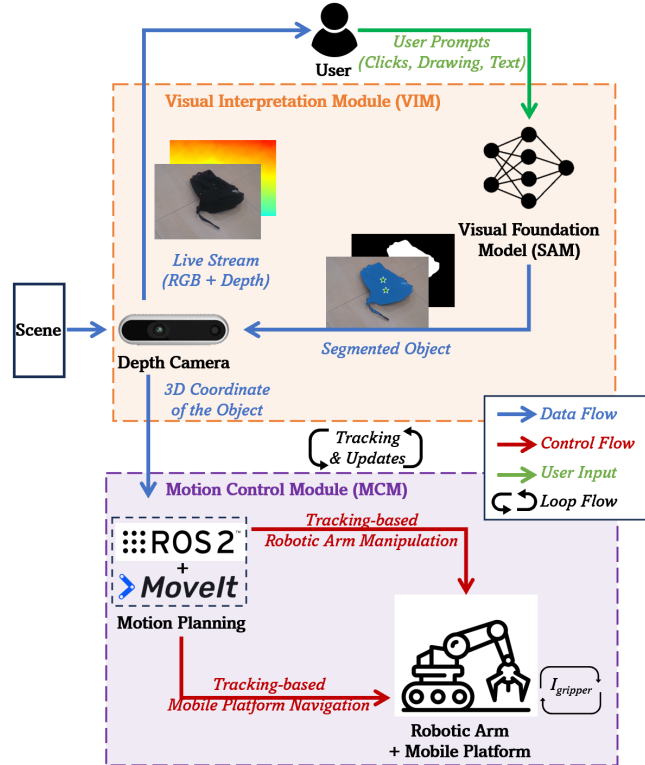 User
User Prompts
(Clicks, Drawing, Text)
Visual Interpretation Module (VIM)
Live Stream
(RGB + Depth)
Visual Foundation
Model (SAM)
Scene
Depth Camera
Segmented Object
3D Coordinate
of the Object
Tracking
& Updates
Data Flow
Control Flow
User Input
Loop Flow
Motion Control Module (MCM)
ROS 2™
+
MoveIt
Motion Planning
Tracking-based
Robotic Arm Manipulation
Tracking-based
Mobile Platform Navigation
I_gripper
Robotic Arm
+ Mobile Platform